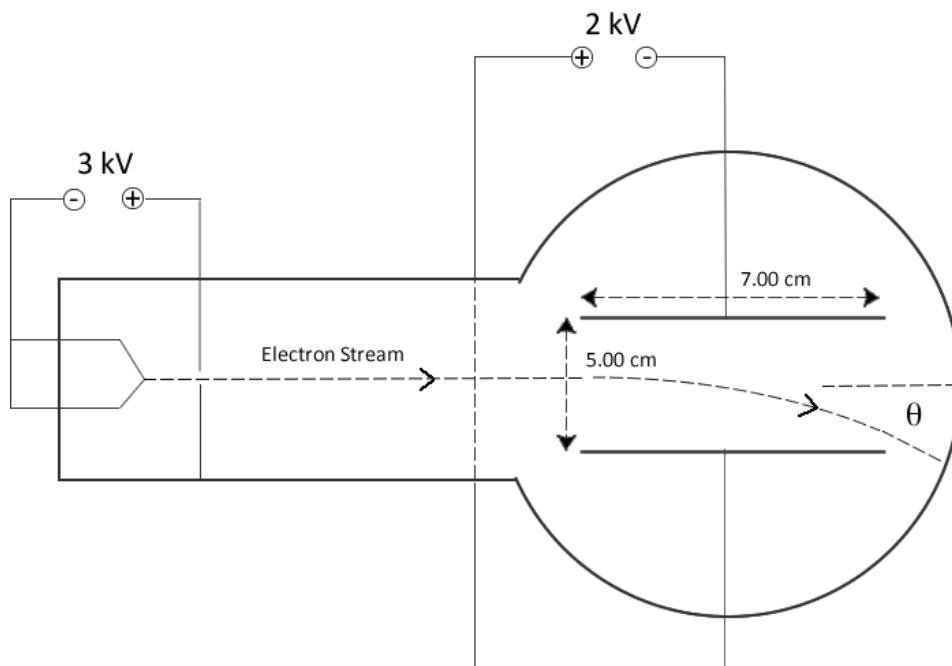 2 kV
+ -
3 kV
- +
7.00 cm
Electron Stream
5.00 cm
θ